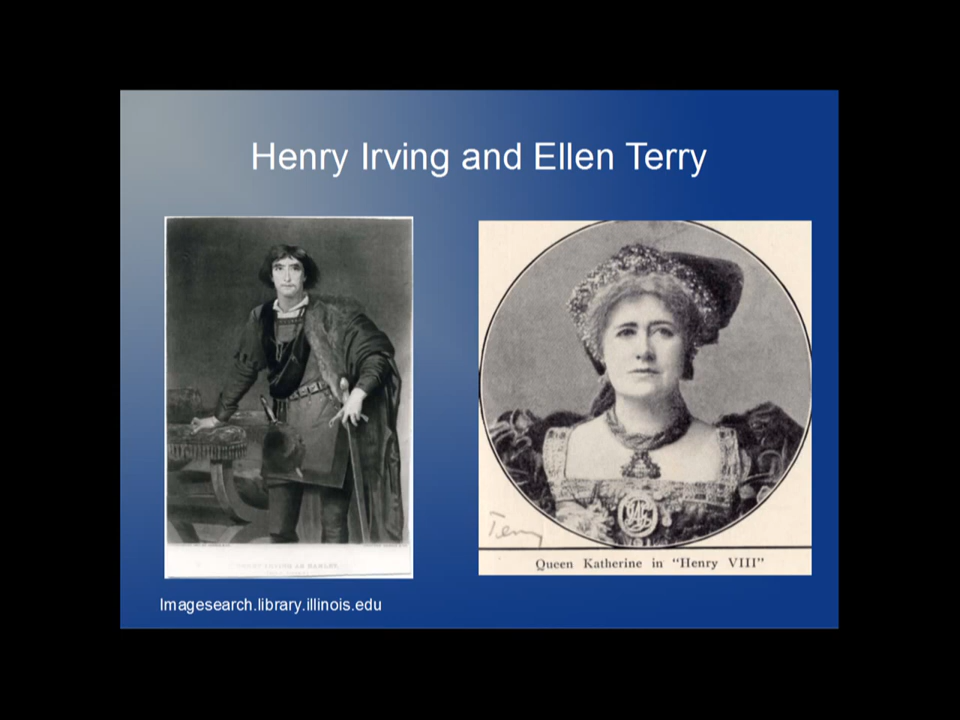 Henry Irving and Ellen Terry
Terry
Queen Katherine in "Henry VIII"
Imagesearch.library.illinois.edu